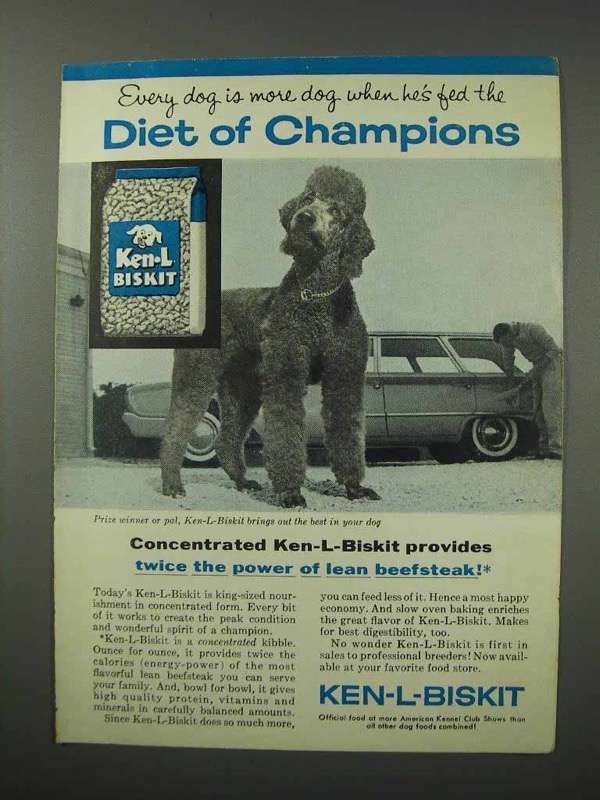 Every dog is more dog when he's fed the
Diet of Champions
Ken-L
BISKIT
Prize winner or pal, Ken-L-Biskit brings out the best in your dog
Concentrated Ken-L-Biskit provides
twice the power of lean beefsteak!*
Today's Ken-L-Biskit is king-sized nour-
ishment in concentrated form. Every bit
of it works to create the peak condition
and wonderful spirit of a champion.
*Ken-L-Biskit is a concentrated kibble.
Ounce for ounce, it provides twice the
calories (energy-power) of the most
flavorful lean beefsteak you can serve
your family. And, bowl for bowl, it gives
high quality protein, vitamins and
minerals in carefully balanced amounts.
Since Ken-L-Biskit does so much more,
you can feed less of it. Hence a most happy
economy. And slow oven baking enriches
the great flavor of Ken-L-Biskit. Makes
for best digestibility, too.
No wonder Ken-L-Biskit is first in
sales to professional breeders! Now avail-
able at your favorite food store.
KEN-L-BISKIT
Official food at more American Kennel Club Shows than
all other dog foods combined!